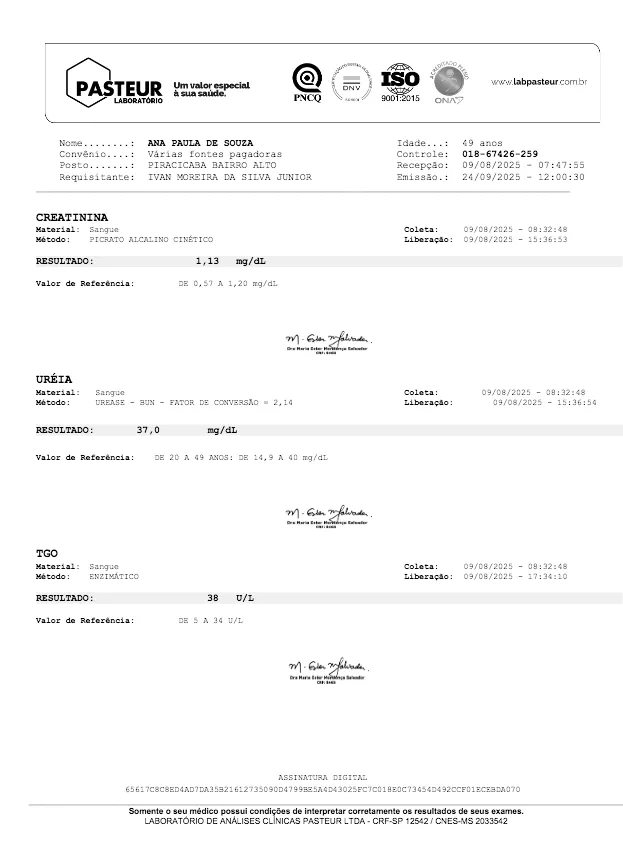 PASTEUR
LABORATÓRIO
Um valor especial
à sua saúde.
PNCQ
DNV
ISO
9001:2015
ACREDITADO PLENO
ONA
www.labpasteur.com.br
Nome.......: ANA PAULA DE SOUZA Idade...: 49 anos
Convênio....: Várias fontes pagadoras Controle: 018-67426-259
Posto......: PIRACICABA BAIRRO ALTO Recepção: 09/08/2025 - 07:47:55
Requisitante: IVAN MOREIRA DA SILVA JUNIOR Emissão.: 24/09/2025 - 12:00:30
CREATININA
Material: Sangue Coleta: 09/08/2025 - 08:32:48
Método: PICRATO ALCALINO CINÉTICO Liberação: 09/08/2025 - 15:36:53
RESULTADO: 1,13 mg/dL
Valor de Referência: DE 0,57 A 1,20 mg/dL
Dra Maria Ester Mendonça Salvador
URÉIA
Material: Sangue Coleta: 09/08/2025 - 08:32:48
Método: UREASE - BUN - FATOR DE CONVERSÃO = 2,14 Liberação: 09/08/2025 - 15:36:54
RESULTADO: 37,0 mg/dL
Valor de Referência: DE 20 A 49 ANOS: DE 14,9 A 40 mg/dL
Dra Maria Ester Mendonça Salvador
TGO
Material: Sangue Coleta: 09/08/2025 - 08:32:48
Método: ENZIMÁTICO Liberação: 09/08/2025 - 17:34:10
RESULTADO: 38 U/L
Valor de Referência: DE 5 A 34 U/L
Dra Maria Ester Mendonça Salvador
ASSINATURA DIGITAL
65617C8C8ED4AD7DA35B21612735090D4799BE5A4D43025FC7C018E0C73454D492CCF01ECEBDA070
Somente o seu médico possui condições de interpretar corretamente os resultados de seus exames.
LABORATÓRIO DE ANÁLISES CLÍNICAS PASTEUR LTDA - CRF-SP 12542 / CNES-MS 2033542